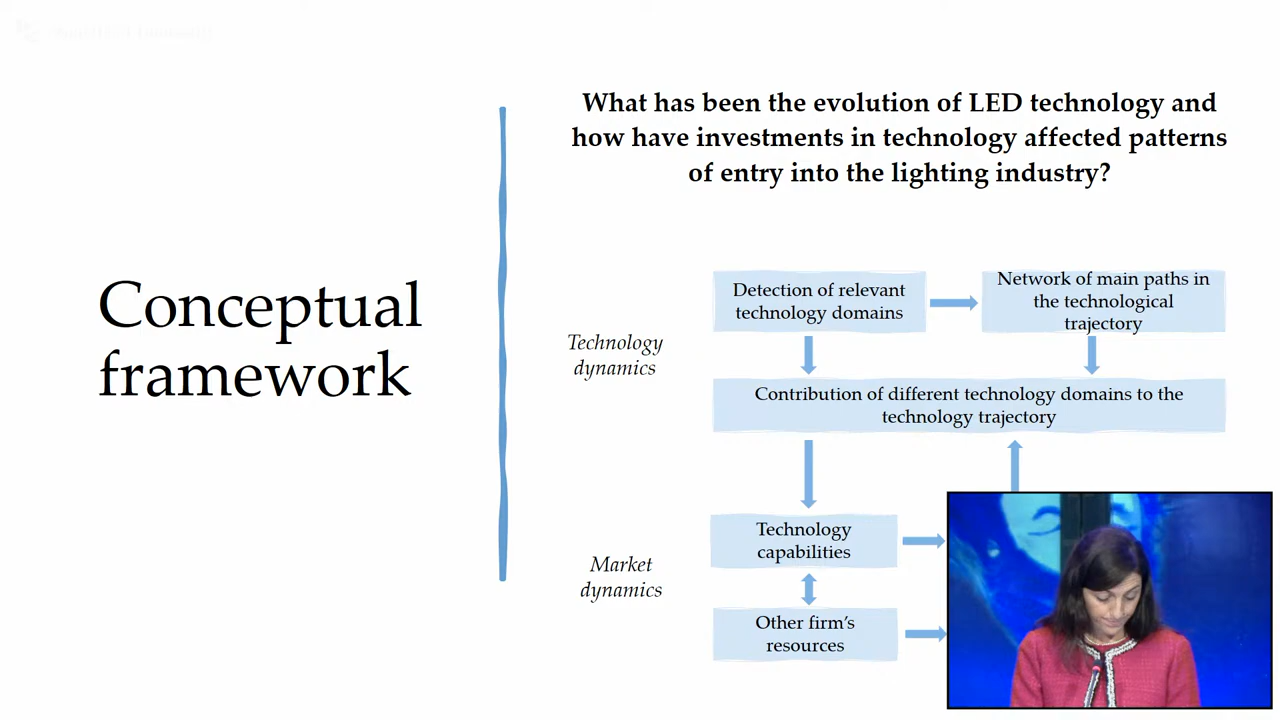 What has been the evolution of LED technology and
how have investments in technology affected patterns
of entry into the lighting industry?
Conceptual
framework
Detection of relevant
technology domains
Network of main paths in
the technological
trajectory
Technology
dynamics
Contribution of different technology domains to the
technology trajectory
Technology
capabilities
Market
dynamics
Other firm's
resources